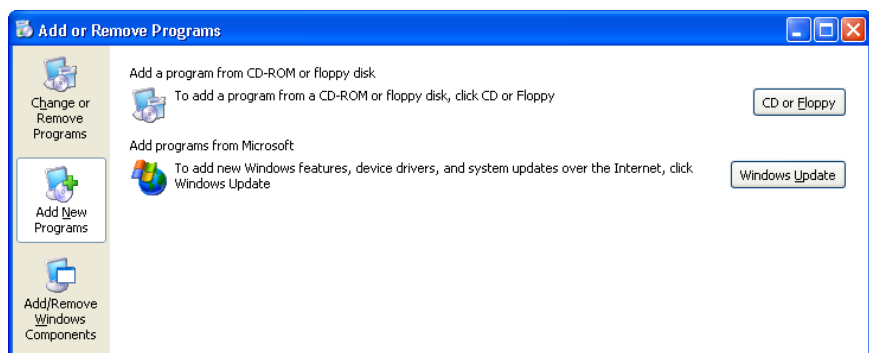 Add or Remove Programs
Change or
Remove
Programs
Add New
Programs
Add/Remove
Windows
Components
Add a program from CD-ROM or floppy disk
To add a program from a CD-ROM or floppy disk, click CD or Floppy
CD or Floppy
Add programs from Microsoft
To add new Windows features, device drivers, and system updates over the Internet, click
Windows Update
Windows Update